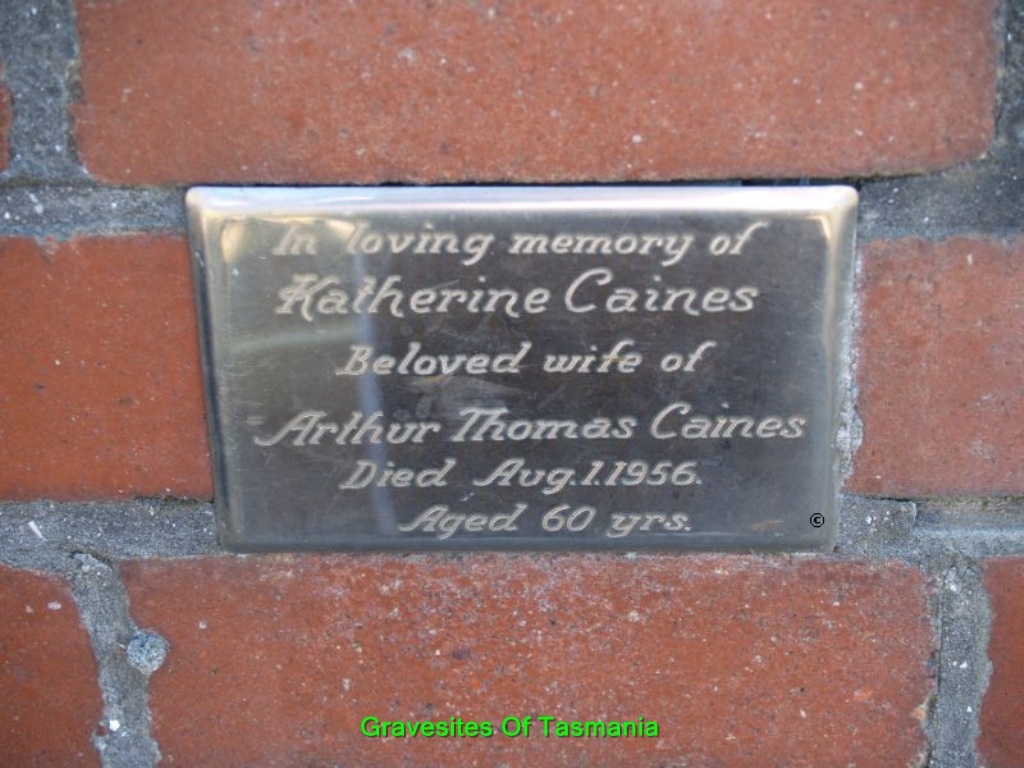 In loving memory of
Katherine Caines
Beloved wife of
Arthur Thomas Caines
Died Aug.1.1956.
Aged 60 yrs.
©
Gravesites Of Tasmania